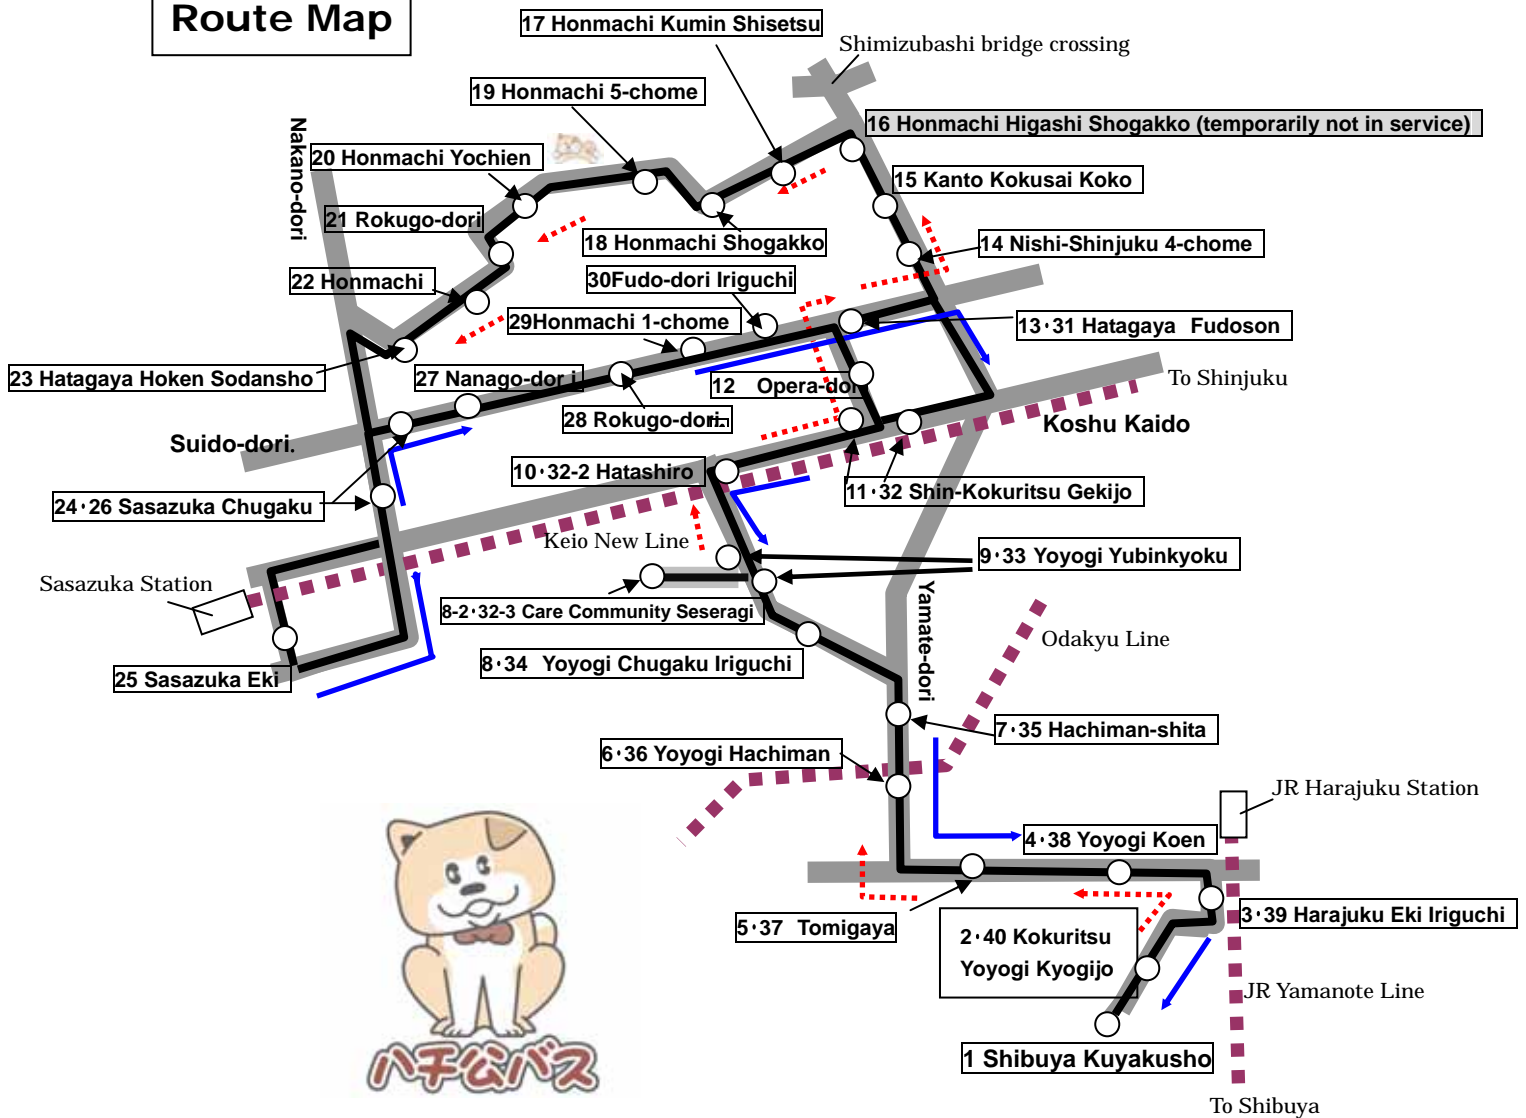 Route Map
17 Honmachi Kumin Shisetsu
Shimizubashi bridge crossing
19 Honmachi 5-chome
16 Honmachi Higashi Shogakko (temporarily not in service)
Nakano-dori
20 Honmachi Yochien
15 Kanto Kokusai Koko
21 Rokugo-dori
18 Honmachi Shogakko
14 Nishi-Shinjuku 4-chome
22 Honmachi
30Fudo-dori Iriguchi
29Honmachi 1-chome
13･31 Hatagaya Fudoson
23 Hatagaya Hoken Sodansho
27 Nanago-dor i
12 Opera-dor
To Shinjuku
28 Rokugo-dori.
Koshu Kaido
Suido-dori.
10･32-2 Hatashiro
11･32 Shin-Kokuritsu Gekijo
24･26 Sasazuka Chugaku
Keio New Line
9･33 Yoyogi Yubinkyoku
Sasazuka Station
8-2･32-3 Care Community Seseragi
Yamate-dori
Odakyu Line
8･34 Yoyogi Chugaku Iriguchi
25 Sasazuka Eki
7･35 Hachiman-shita
6･36 Yoyogi Hachiman
JR Harajuku Station
4･38 Yoyogi Koen
5･37 Tomigaya
3･39 Harajuku Eki Iriguchi
2･40 Kokuritsu
Yoyogi Kyogijo
JR Yamanote Line
1 Shibuya Kuyakusho
ハチ公バス
To Shibuya